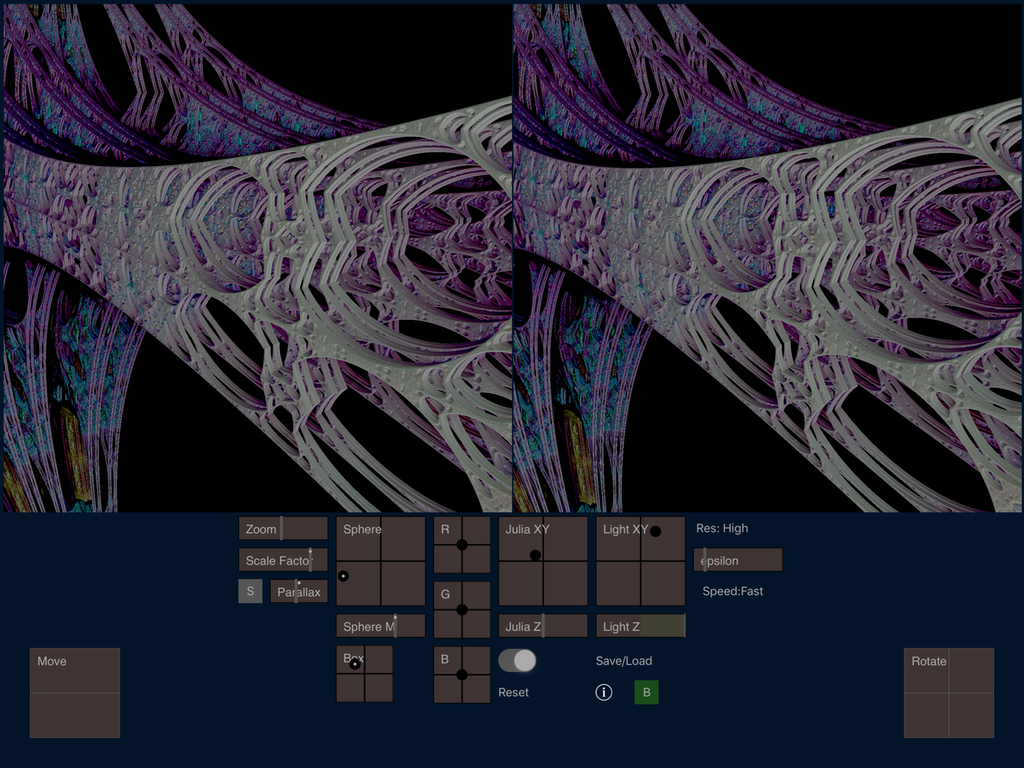 Zoom
Sphere
R
Julia XY
Light XY
Res: High
Scale Facto
epsilon
S
Parallax
G
Speed:Fast
Sphere M
Julia Z
Light Z
Move
Box
B
Save/Load
Rotate
Reset
i
B